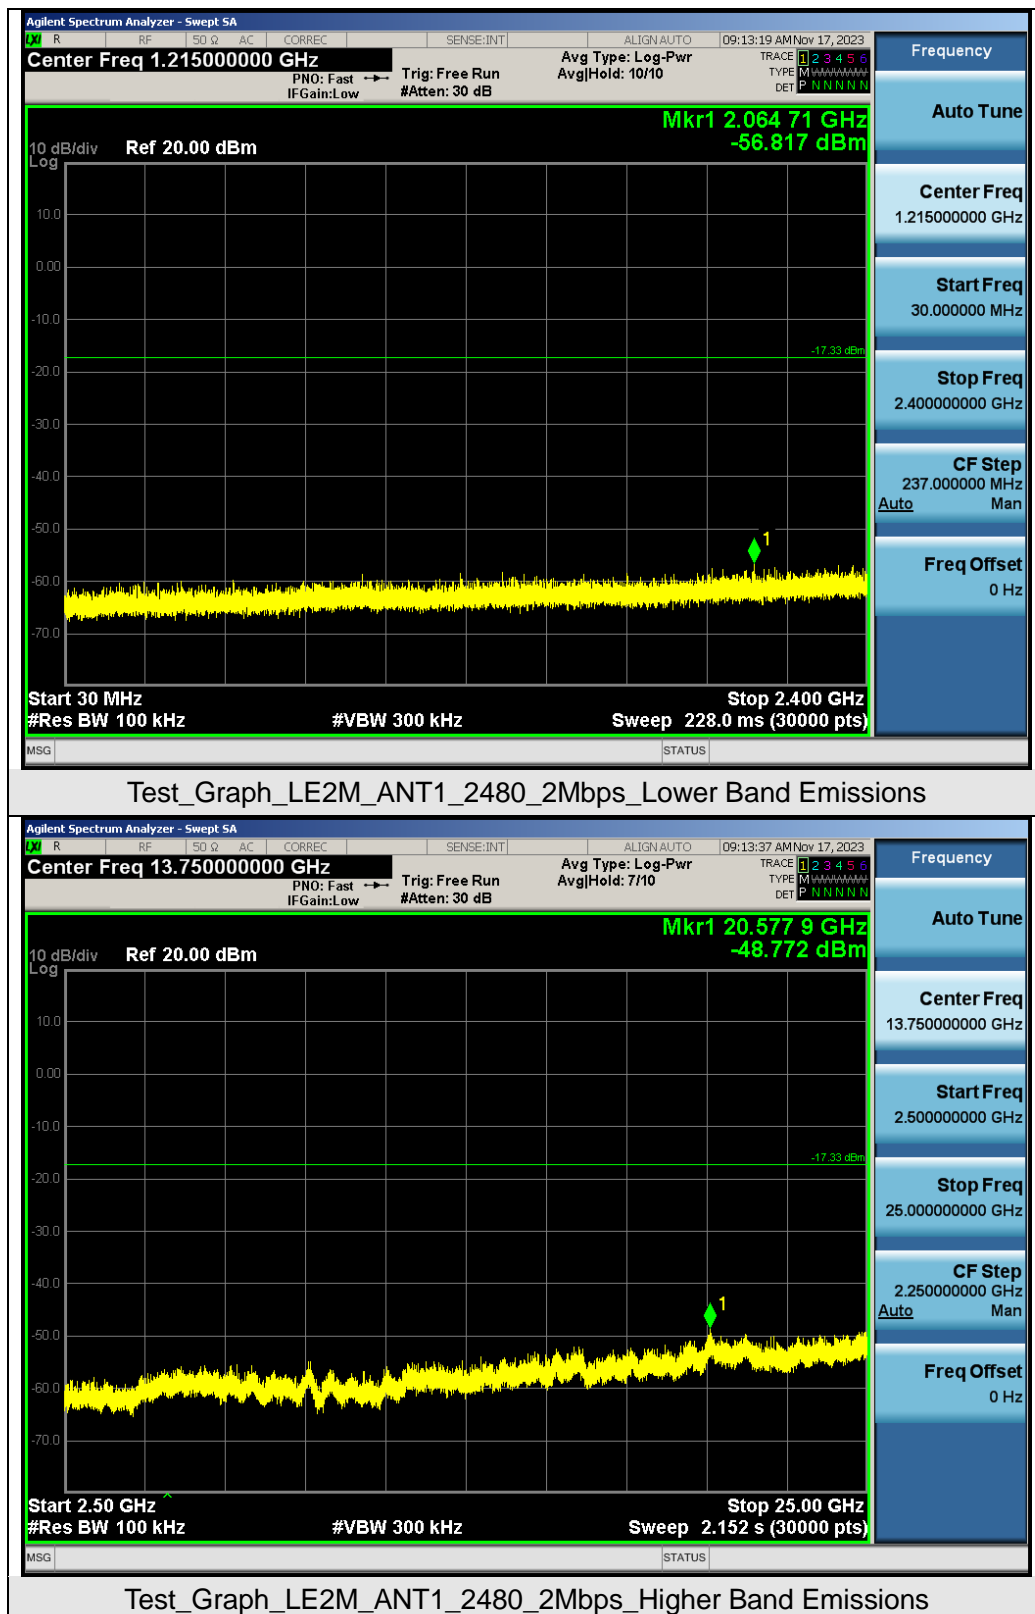 Agilent Spectrum Analyzer - Swept SA
LXI R RF 50 Ω AC CORREC SENSE:INT ALIGN AUTO 09:13:19 AM Nov 17, 2023
Center Freq 1.215000000 GHz
PNO: Fast Trig: Free Run Avg Type: Log-Pwr TRACE 1 2 3 4 5 6
IFGain:Low #Atten: 30 dB Avg|Hold: 10/10 TYPE M WWWWW
DET P N N N N N
Mkr1 2.064 71 GHz
-56.817 dBm
10 dB/div Ref 20.00 dBm
Log
10.0
0.00
-10.0
-17.33 dBm
-20.0
-30.0
-40.0
-50.0
1
-60.0
-70.0
Start 30 MHz Stop 2.400 GHz
#Res BW 100 kHz #VBW 300 kHz Sweep 228.0 ms (30000 pts)
MSG STATUS
Frequency
Auto Tune
Center Freq
1.215000000 GHz
Start Freq
30.000000 MHz
Stop Freq
2.400000000 GHz
CF Step
237.000000 MHz
Auto Man
Freq Offset
0 Hz
Test_Graph_LE2M_ANT1_2480_2Mbps_Lower Band Emissions
Agilent Spectrum Analyzer - Swept SA
LXI R RF 50 Ω AC CORREC SENSE:INT ALIGN AUTO 09:13:37 AM Nov 17, 2023
Center Freq 13.750000000 GHz
PNO: Fast Trig: Free Run Avg Type: Log-Pwr TRACE 1 2 3 4 5 6
IFGain:Low #Atten: 30 dB Avg|Hold: 7/10 TYPE M WWWWW
DET P N N N N N
Mkr1 20.577 9 GHz
-48.772 dBm
10 dB/div Ref 20.00 dBm
Log
10.0
0.00
-10.0
-17.33 dBm
-20.0
-30.0
-40.0
1
-50.0
-60.0
-70.0
Start 2.50 GHz Stop 25.00 GHz
#Res BW 100 kHz #VBW 300 kHz Sweep 2.152 s (30000 pts)
MSG STATUS
Frequency
Auto Tune
Center Freq
13.750000000 GHz
Start Freq
2.500000000 GHz
Stop Freq
25.000000000 GHz
CF Step
2.250000000 GHz
Auto Man
Freq Offset
0 Hz
Test_Graph_LE2M_ANT1_2480_2Mbps_Higher Band Emissions